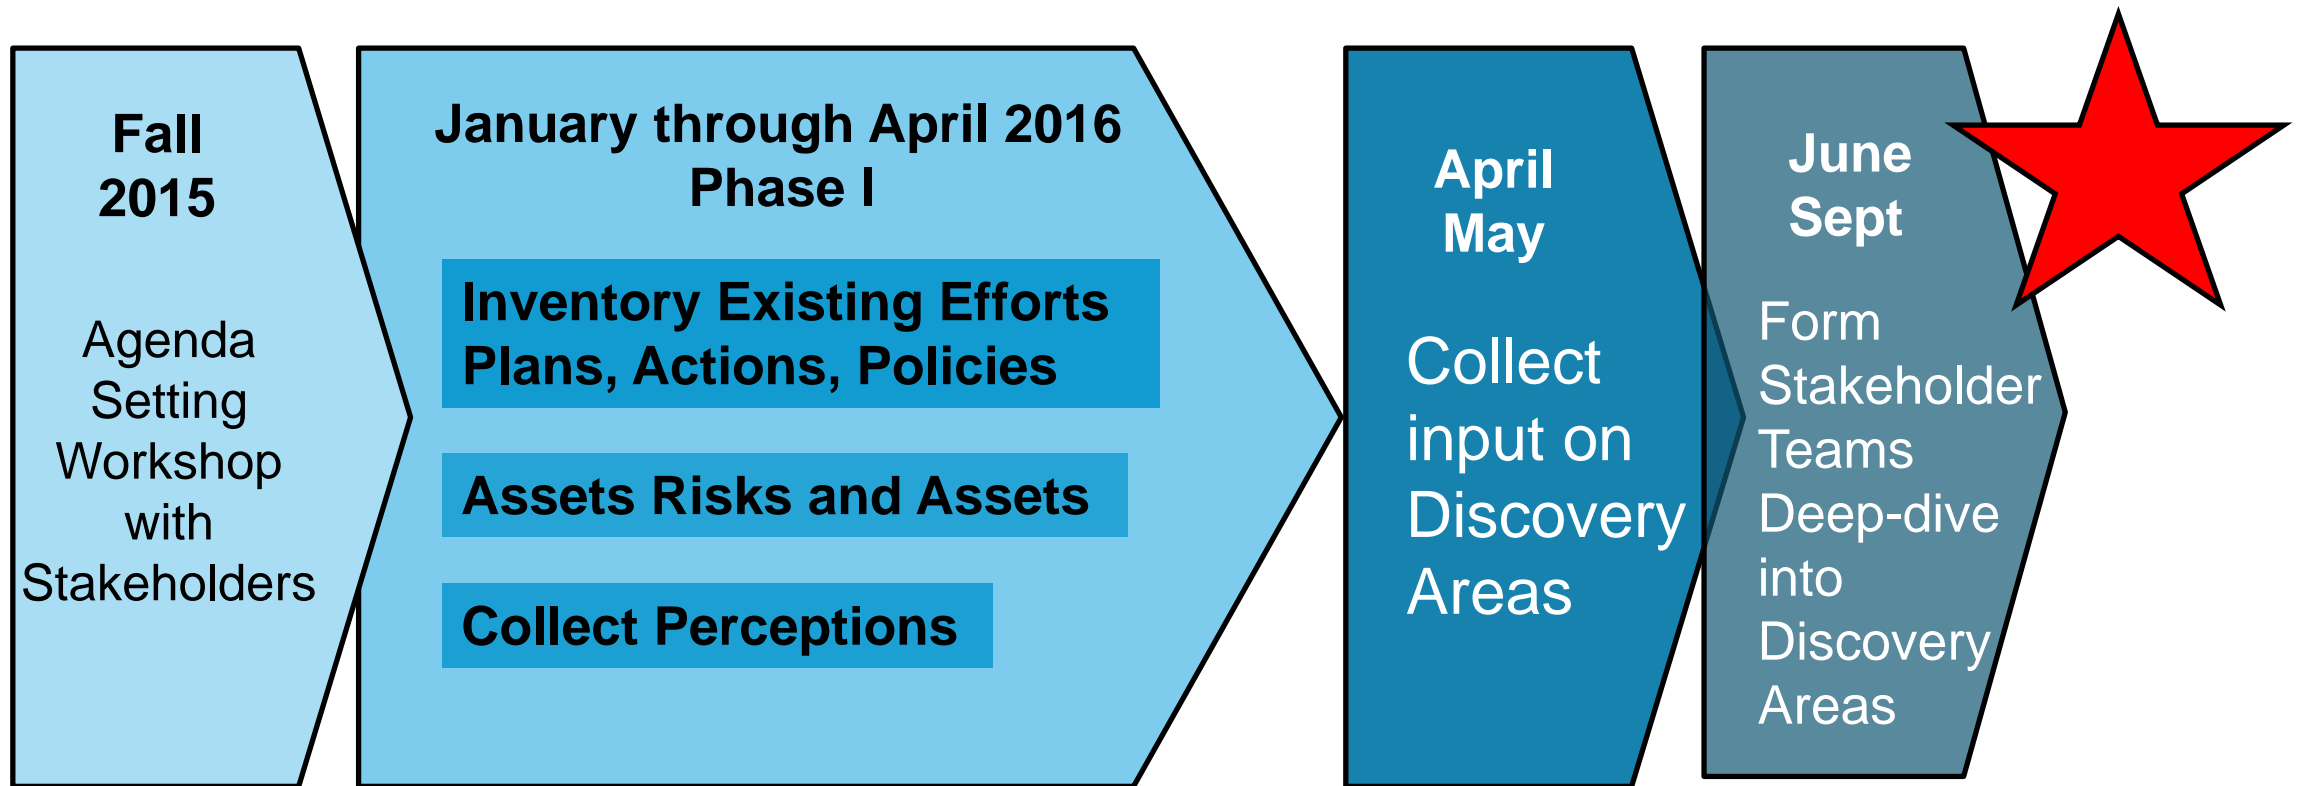 Fall
2015
Agenda
Setting
Workshop
with
Stakeholders
January through April 2016
Phase I
Inventory Existing Efforts
Plans, Actions, Policies
Assets Risks and Assets
Collect Perceptions
April
May
Collect
input on
Discovery
Areas
June
Sept
Form
Stakeholder
Teams
Deep-dive
into
Discovery
Areas